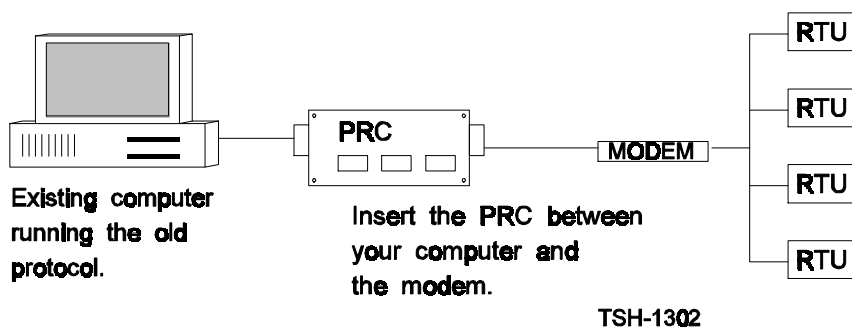 PRC
MODEM
RTU
RTU
RTU
RTU
Existing computer
running the old
protocol.
Insert the PRC between
your computer and
the modem.
TSH-1302